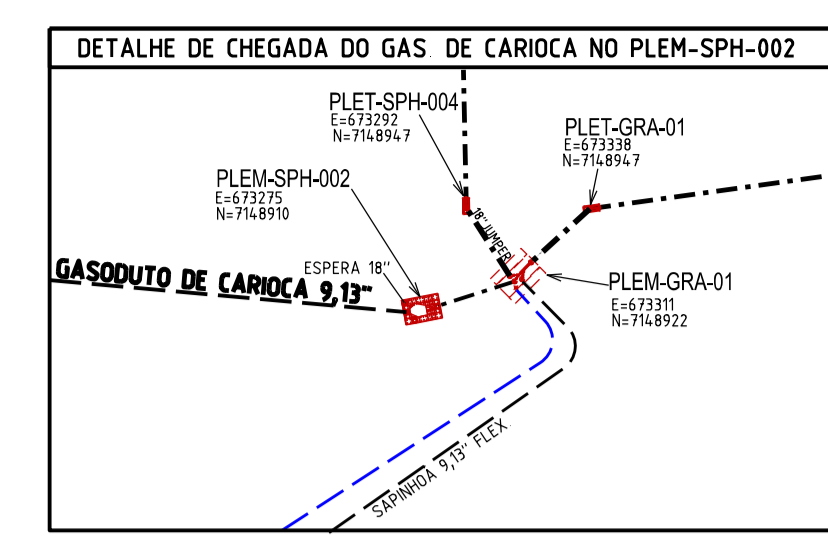 DETALHE DE CHEGADA DO GAS. DE CARIOCA NO PLEM-SPH-002
PLET-SPH-004
E=673292
N=7148947
PLET-GRA-01
E=673338
N=7148947
PLEM-SPH-002
E=673275
N=7148910
18" JUMPER
ESPERA 18"
GASODUTO DE CARIOCA 9,13"
PLEM-GRA-01
E=673311
N=7148922
SAPINHOA 9,13" FLEX.